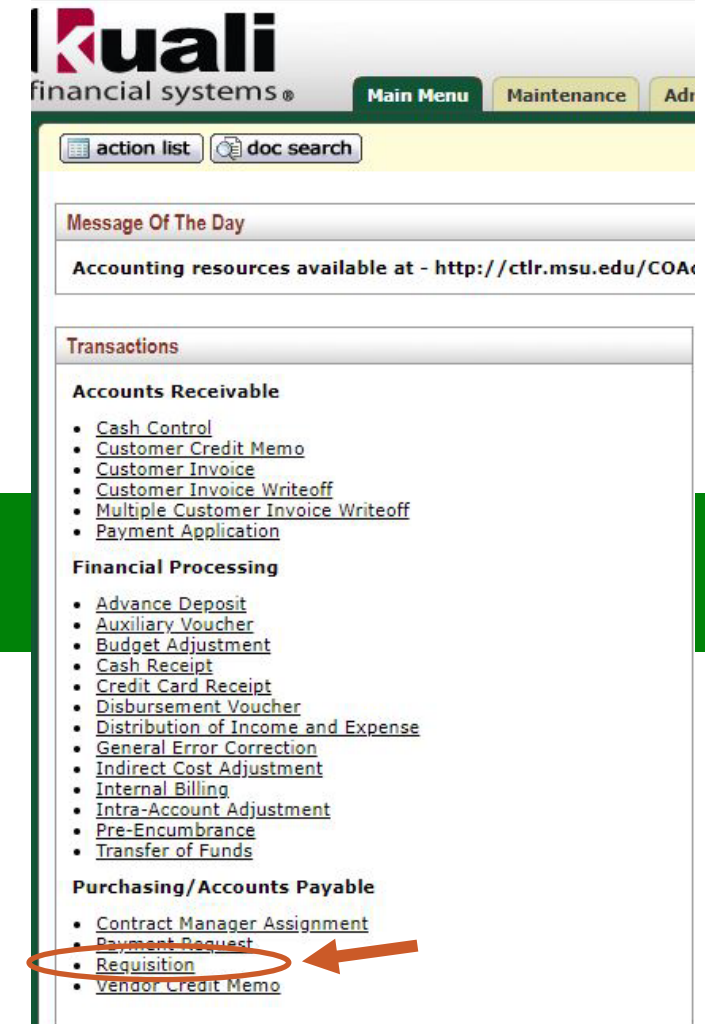 kuali
financial systems®
Main Menu Maintenance
action list doc search
Message Of The Day
Accounting resources available at - http://ctlr.msu.edu/COA
Transactions
Accounts Receivable
• Cash Control
• Customer Credit Memo
• Customer Invoice
• Customer Invoice Writeoff
• Multiple Customer Invoice Writeoff
• Payment Application
Financial Processing
• Advance Deposit
• Auxiliary Voucher
• Budget Adjustment
• Cash Receipt
• Credit Card Receipt
• Disbursement Voucher
• Distribution of Income and Expense
• General Error Correction
• Indirect Cost Adjustment
• Internal Billing
• Intra-Account Adjustment
• Pre-Encumbrance
• Transfer of Funds
Purchasing/Accounts Payable
• Contract Manager Assignment
• Payment Request
• Requisition
• Vendor Credit Memo